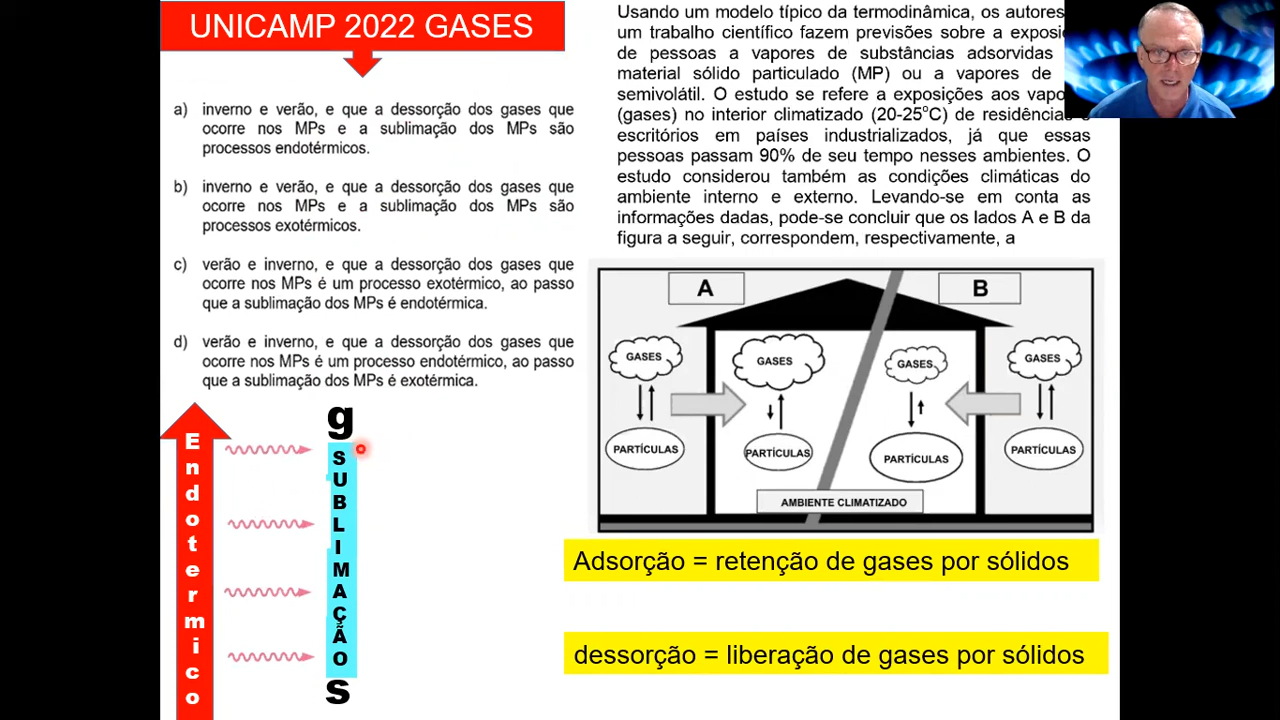 UNICAMP 2022 GASES
a) inverno e verão, e que a dessorção dos gases que
ocorre nos MPs e a sublimação dos MPs são
processos endotérmicos.
b) inverno e verão, e que a dessorção dos gases que
ocorre nos MPs e a sublimação dos MPs são
processos exotérmicos.
c) verão e inverno, e que a dessorção dos gases que
ocorre nos MPs é um processo exotérmico, ao passo
que a sublimação dos MPs é endotérmica.
d) verão e inverno, e que a dessorção dos gases que
ocorre nos MPs é um processo endotérmico, ao passo
que a sublimação dos MPs é exotérmica.
Endotermico
g
SUBLIMAÇÃO
s
Usando um modelo típico da termodinâmica, os autores
um trabalho científico fazem previsões sobre a
de pessoas a vapores de substâncias adsorvidas
material sólido particulado (MP) ou a vapores de
semivolátil. O estudo se refere a exposições aos
(gases) no interior climatizado (20-25°C) de residências
escritórios em países industrializados, já que essas
pessoas passam 90% de seu tempo nesses ambientes. O
estudo considerou também as condições climáticas do
ambiente interno e externo. Levando-se em conta as
informações dadas, pode-se concluir que os lados A e B da
figura a seguir, correspondem, respectivamente, a
A
B
GASES
GASES
GASES
GASES
PARTÍCULAS
PARTÍCULAS
PARTÍCULAS
PARTÍCULAS
AMBIENTE CLIMATIZADO
Adsorção = retenção de gases por sólidos
dessorção = liberação de gases por sólidos